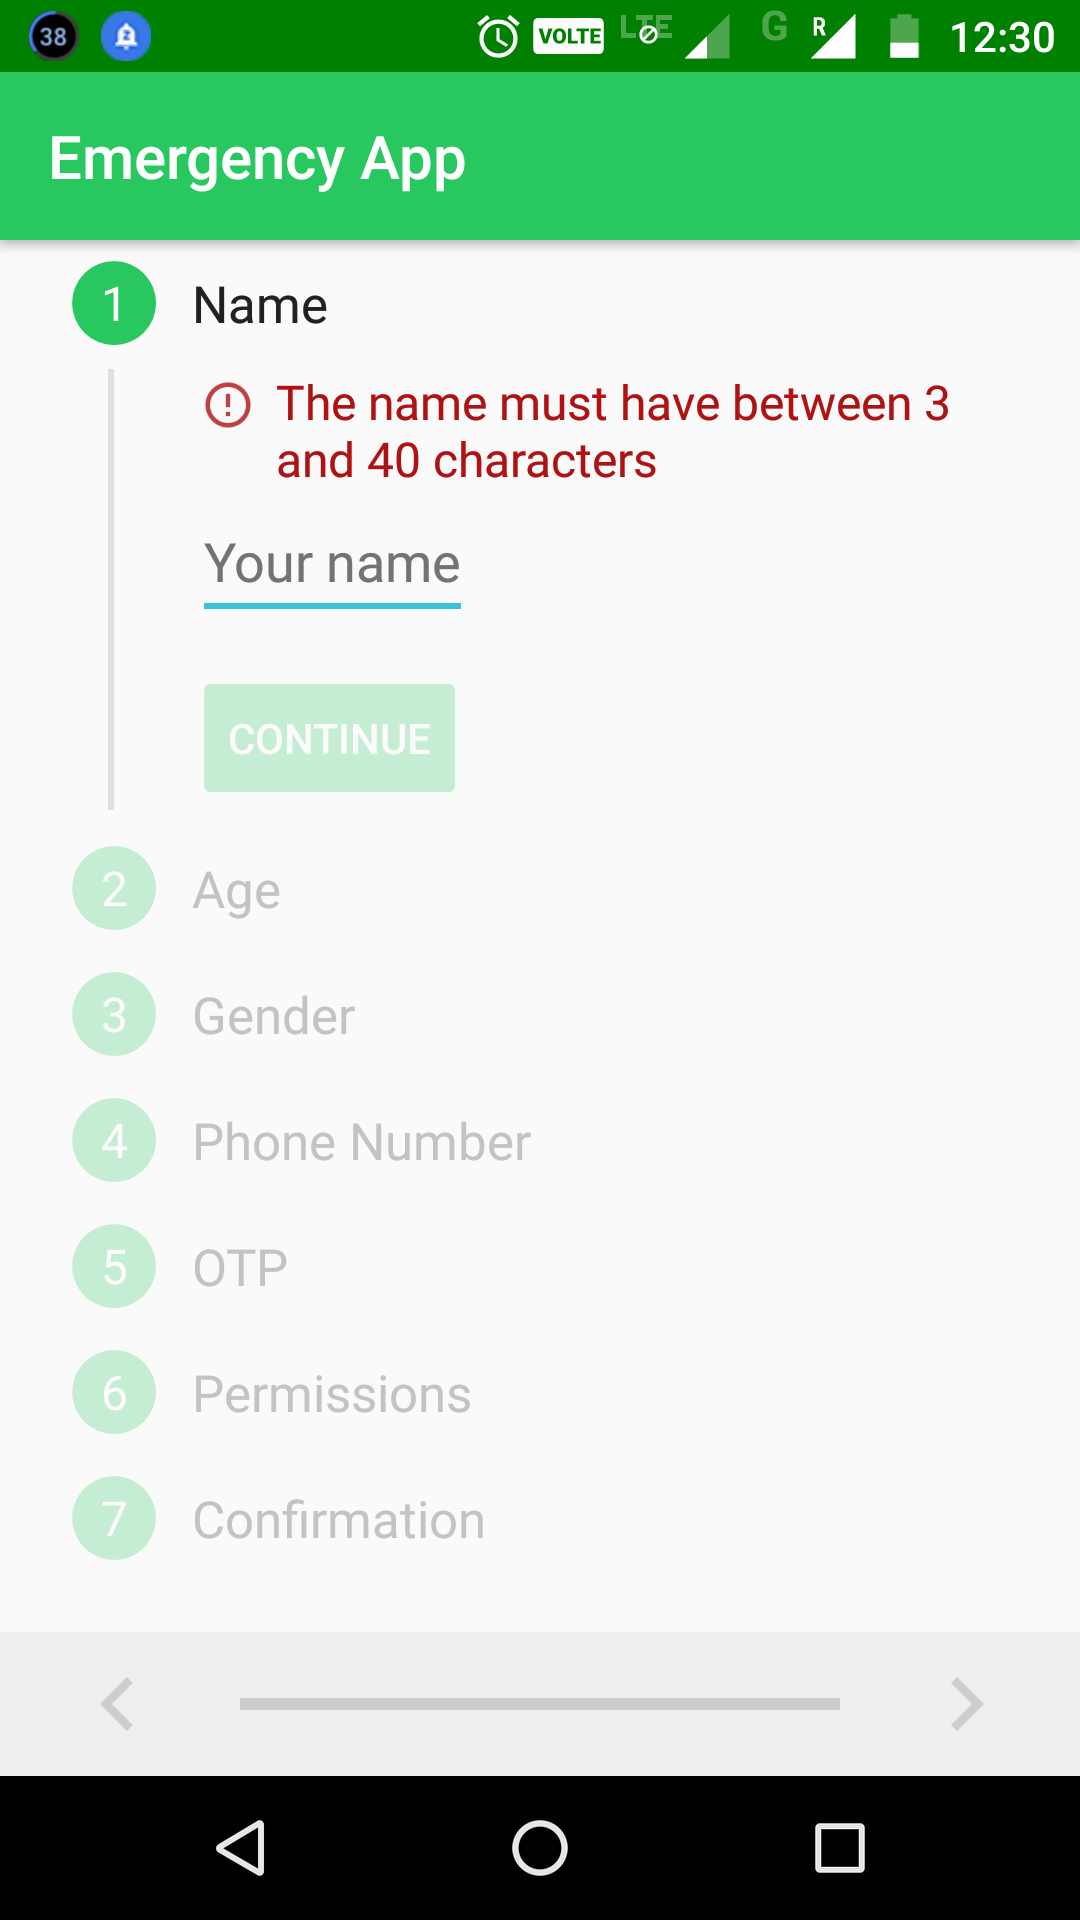 38 VOLTE LTE G R 12:30
Emergency App
1 Name
The name must have between 3
and 40 characters
Your name
CONTINUE
2 Age
3 Gender
4 Phone Number
5 OTP
6 Permissions
7 Confirmation